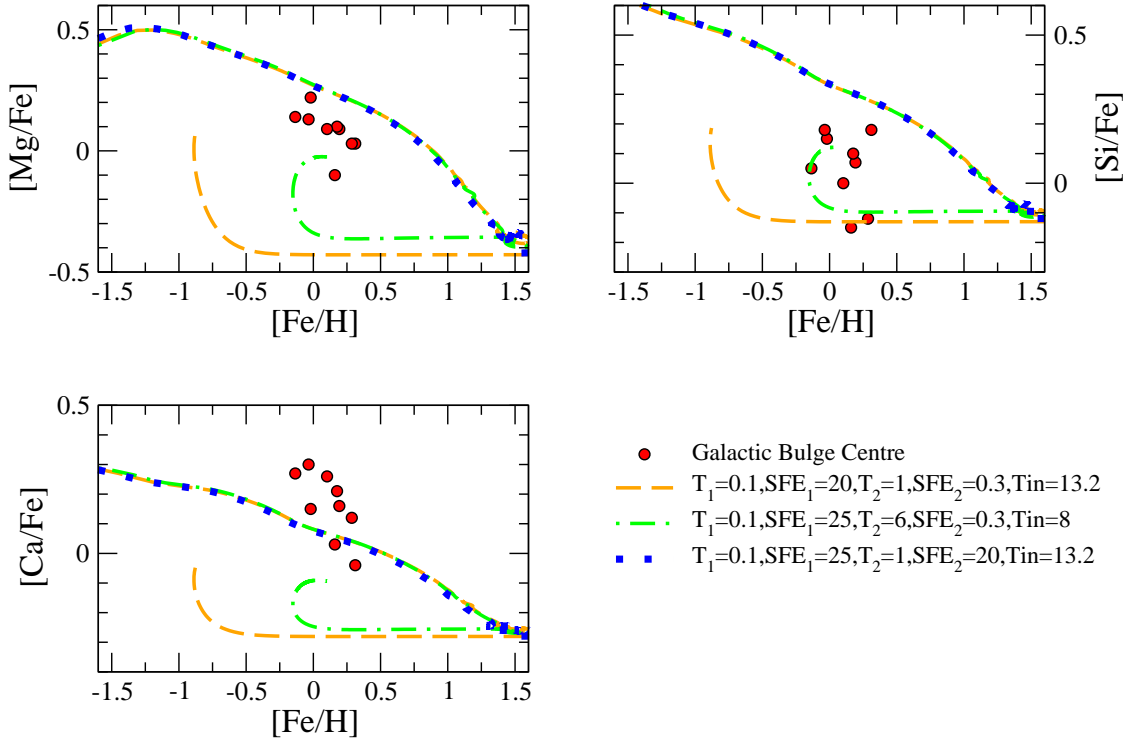 0.5
0
-0.5
[Mg/Fe]
-1.5 -1 -0.5 0 0.5 1 1.5
[Fe/H]
0.5
0
[Si/Fe]
-1.5 -1 -0.5 0 0.5 1 1.5
[Fe/H]
0.5
0
[Ca/Fe]
-1.5 -1 -0.5 0 0.5 1 1.5
[Fe/H]
Galactic Bulge Centre
T1=0.1,SFE1=20,T2=1,SFE2=0.3,Tin=13.2
T1=0.1,SFE1=25,T2=6,SFE2=0.3,Tin=8
T1=0.1,SFE1=25,T2=1,SFE2=20,Tin=13.2